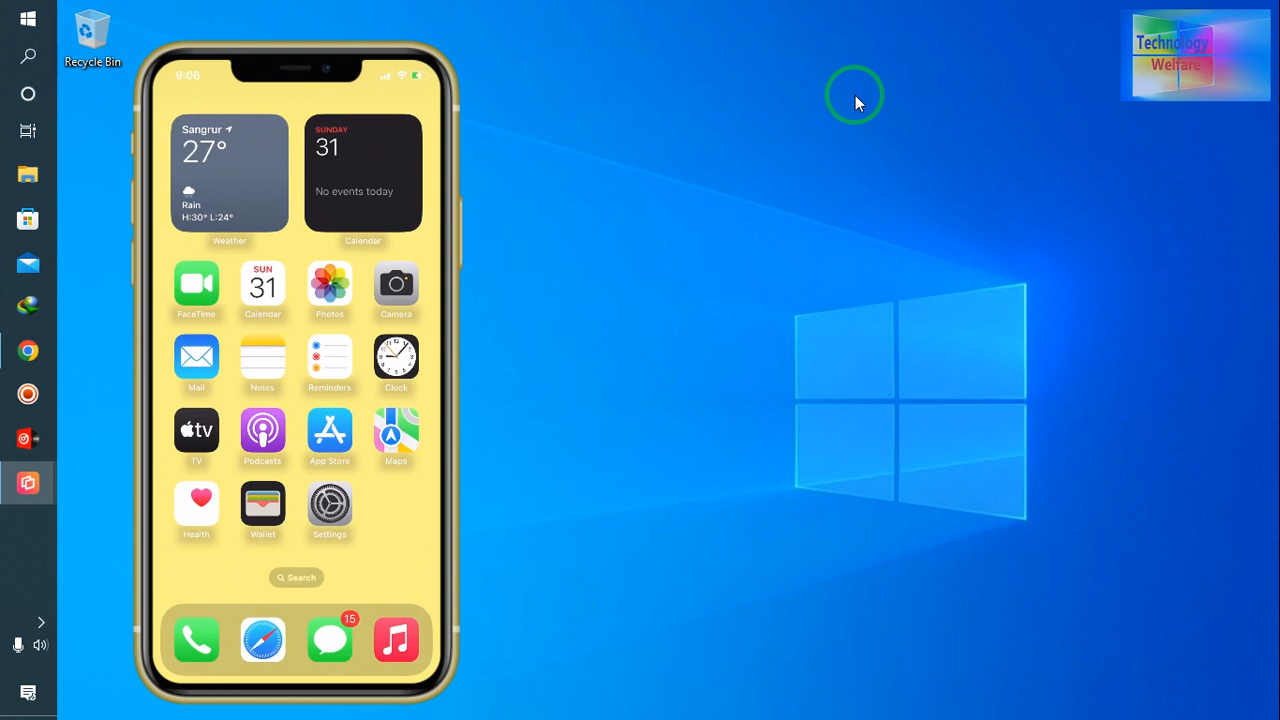 Recycle Bin
Technology
Welfare
9:06
Sangrur
27°
Rain
H:30° L:24°
Weather
SUNDAY
31
No events today
Calendar
FaceTime
SUN
31
Calendar
Photos
Camera
Mail
Notes
Reminders
Clock
tv
TV
Podcasts
App Store
Maps
Health
Wallet
Settings
Search
15